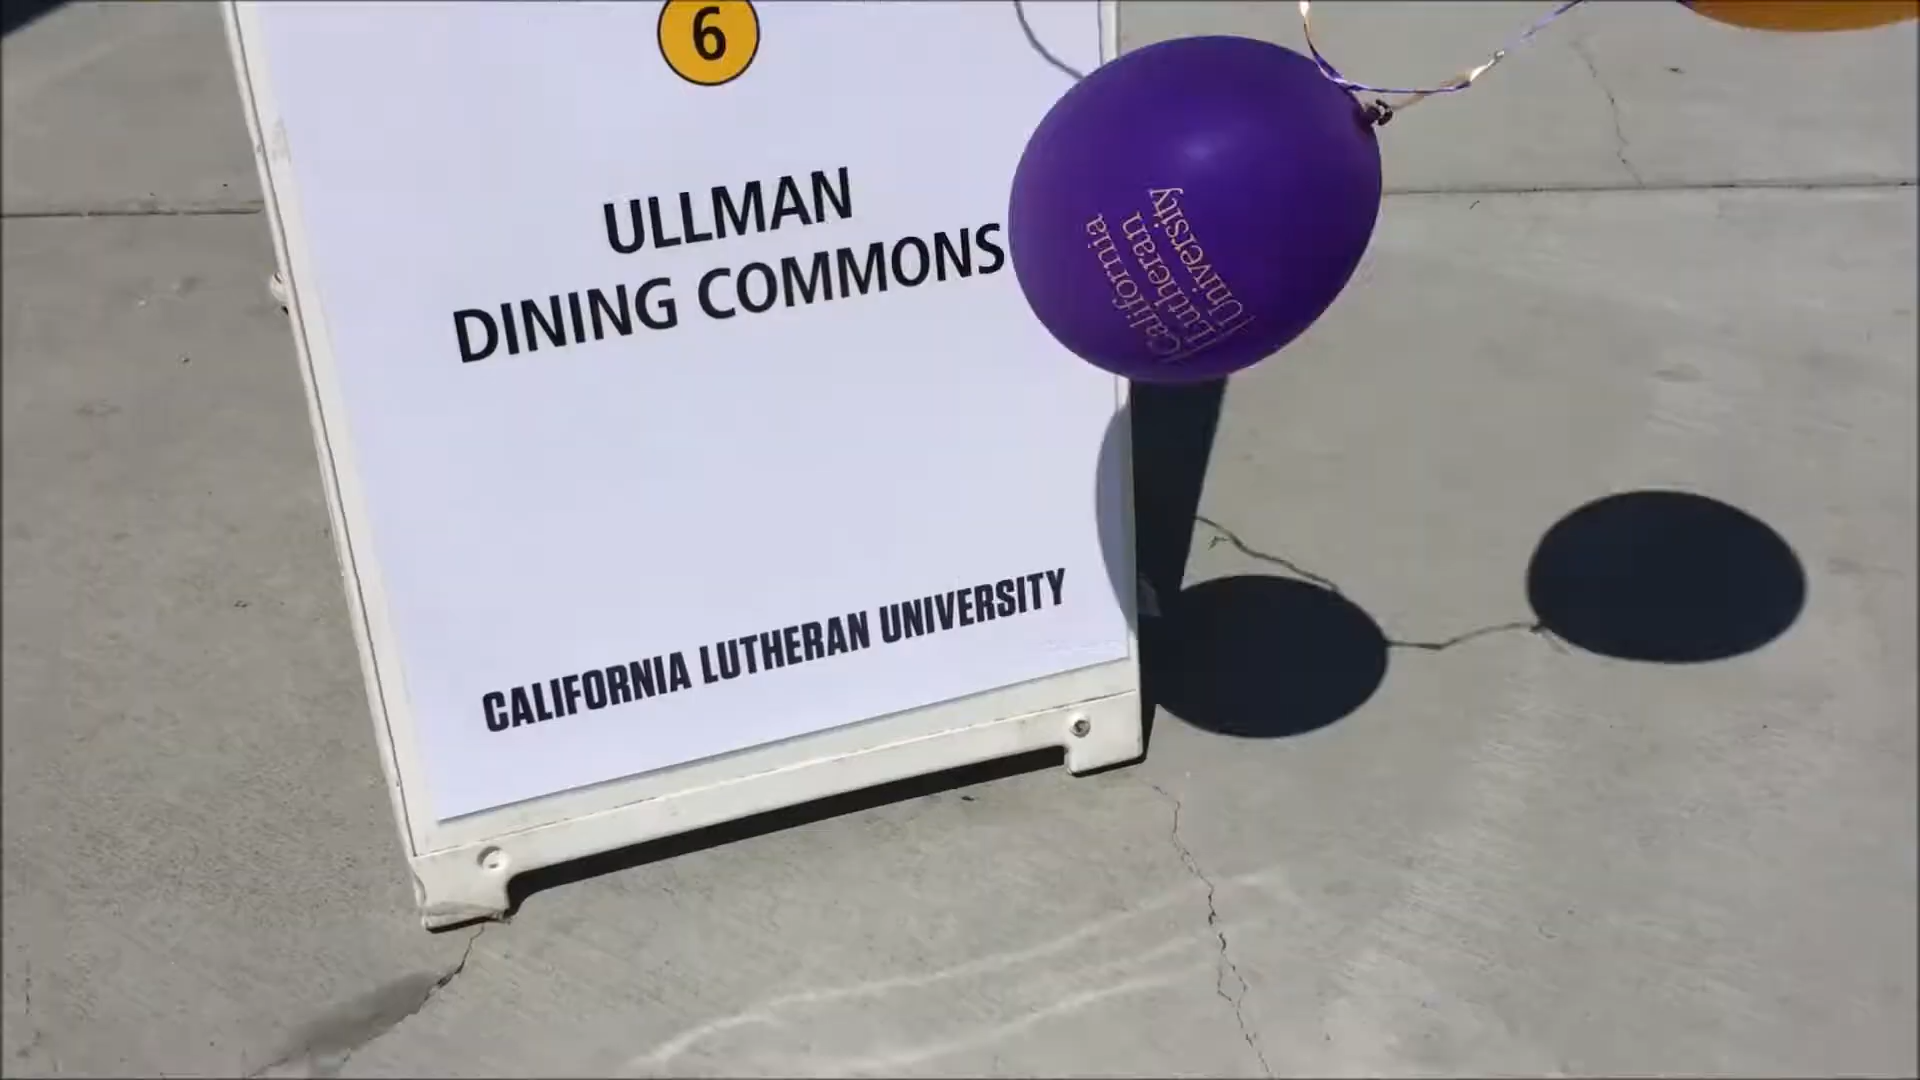 6
ULLMAN
DINING COMMONS
California
Lutheran
University
CALIFORNIA LUTHERAN UNIVERSITY